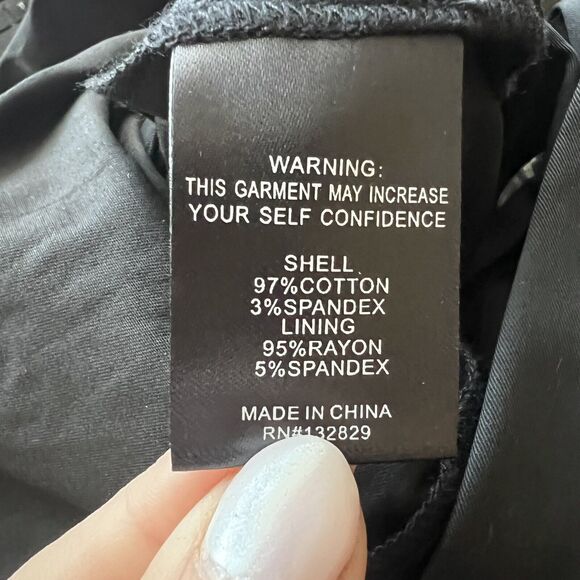 WARNING:
THIS GARMENT MAY INCREASE
YOUR SELF CONFIDENCE
SHELL
97%COTTON
3%SPANDEX
LINING
95%RAYON
5%SPANDEX
MADE IN CHINA
RN#132829